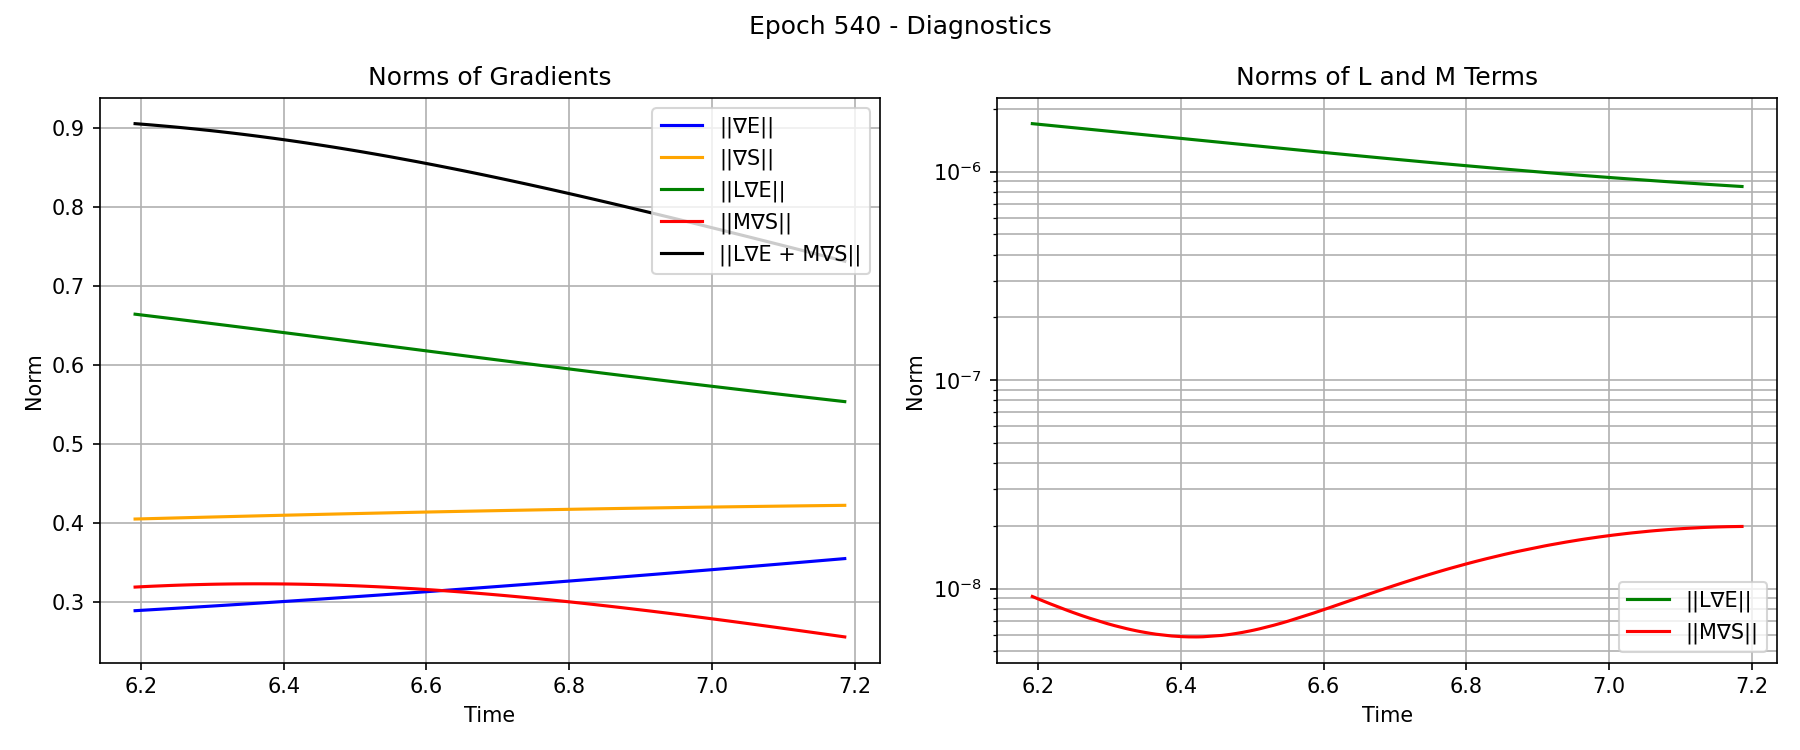 Epoch 540 - Diagnostics
Norms of Gradients
Norm
0.9
0.8
0.7
0.6
0.5
0.4
0.3
||∇E||
||∇S||
||L∇E||
||M∇S||
||L∇E + M∇S||
6.2 6.4 6.6 6.8 7.0 7.2
Time
Norms of L and M Terms
Norm
10⁻⁶
10⁻⁷
10⁻⁸
||L∇E||
||M∇S||
6.2 6.4 6.6 6.8 7.0 7.2
Time